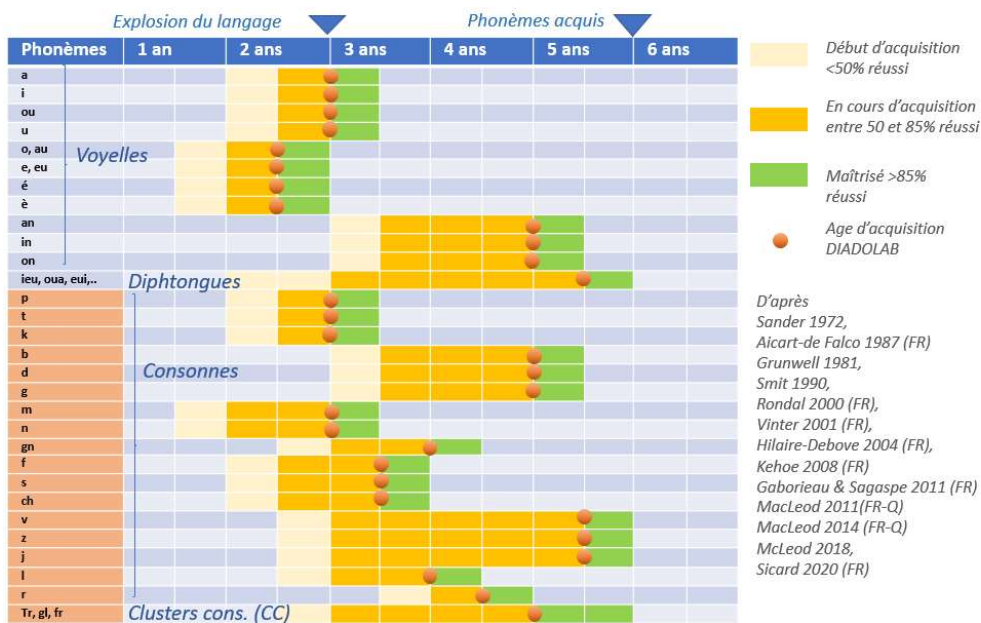 Explosion du langage
Phonèmes acquis
Phonèmes 1 an 2 ans 3 ans 4 ans 5 ans 6 ans
a
i
ou
u
o, au
Voyelles
e, eu
é
è
an
in
on
ieu, oua, eui,..
Diphtongues
p
t
k
b
d
Consonnes
g
m
n
gn
f
s
ch
v
z
j
l
r
Tr, gl, fr
Clusters cons. (CC)
Début d'acquisition
<50% réussi
En cours d'acquisition
entre 50 et 85% réussi
Maîtrisé >85%
réussi
Age d'acquisition
DIADOLAB
D'après
Sander 1972,
Aicart-de Falco 1987 (FR)
Grunwell 1981,
Smit 1990,
Rondal 2000 (FR),
Vinter 2001 (FR),
Hilaire-Debove 2004 (FR),
Kehoe 2008 (FR)
Gaborieau & Sagaspe 2011 (FR)
MacLeod 2011(FR-Q)
MacLeod 2014 (FR-Q)
McLeod 2018,
Sicard 2020 (FR)